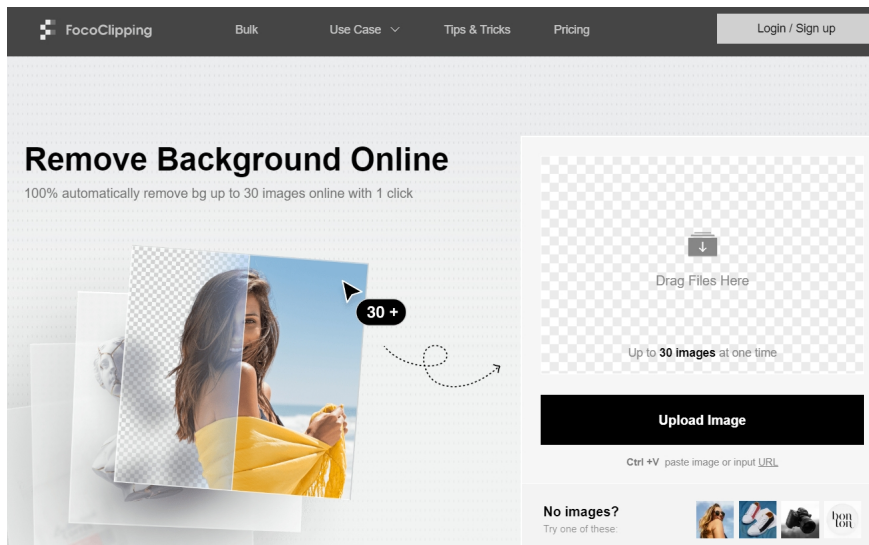 FocoClipping
Bulk
Use Case
Tips & Tricks
Pricing
Login / Sign up
Remove Background Online
100% automatically remove bg up to 30 images online with 1 click
30 +
Drag Files Here
Up to 30 images at one time
Upload Image
Ctrl +V paste image or input URL
No images?
Try one of these:
bon
ton